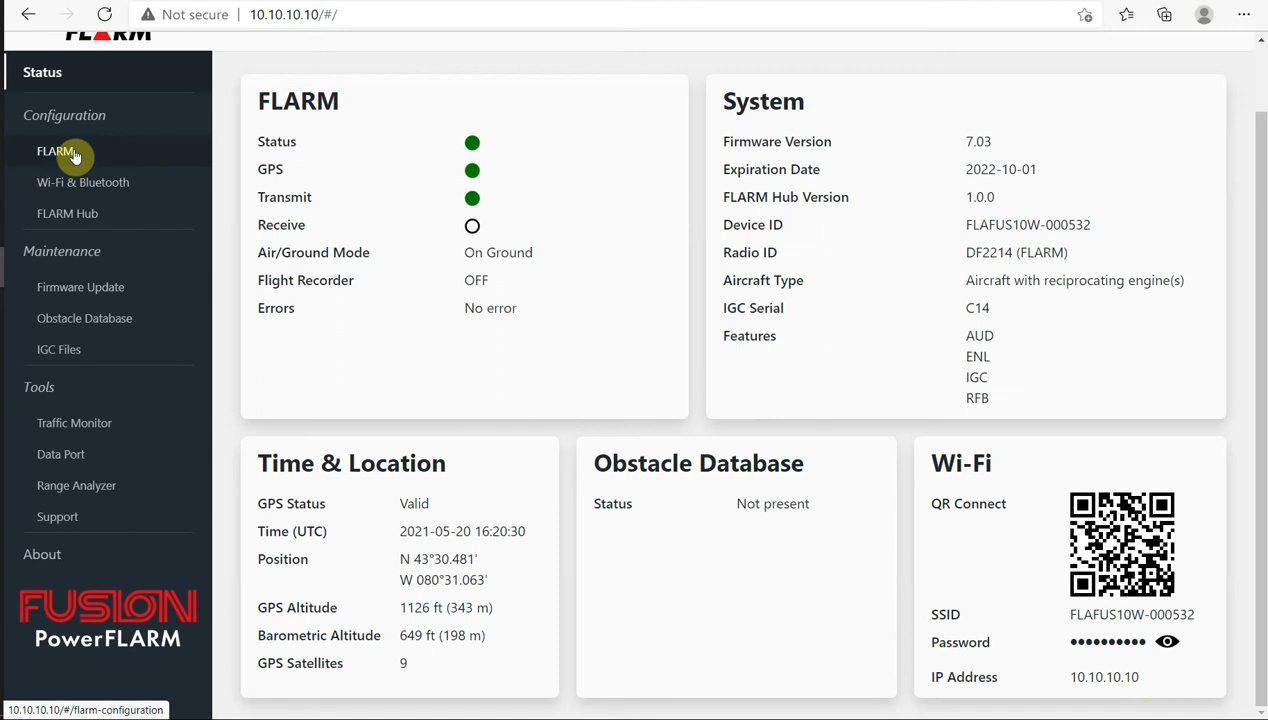 Not secure | 10.10.10.10/#/
FLARM
Status
Configuration
FLARM
Wi-Fi & Bluetooth
FLARM Hub
Maintenance
Firmware Update
Obstacle Database
IGC Files
Tools
Traffic Monitor
Data Port
Range Analyzer
Support
About
FUSION
PowerFLARM
10.10.10.10/#/flarm-configuration
FLARM
Status
GPS
Transmit
Receive
Air/Ground Mode On Ground
Flight Recorder OFF
Errors No error
System
Firmware Version 7.03
Expiration Date 2022-10-01
FLARM Hub Version 1.0.0
Device ID FLAFUS10W-000532
Radio ID DF2214 (FLARM)
Aircraft Type Aircraft with reciprocating engine(s)
IGC Serial C14
Features AUD
ENL
IGC
RFB
Time & Location
GPS Status Valid
Time (UTC) 2021-05-20 16:20:30
Position N 43°30.481'
W 080°31.063'
GPS Altitude 1126 ft (343 m)
Barometric Altitude 649 ft (198 m)
GPS Satellites 9
Obstacle Database
Status Not present
Wi-Fi
QR Connect
SSID FLAFUS10W-000532
Password ••••••••••
IP Address 10.10.10.10